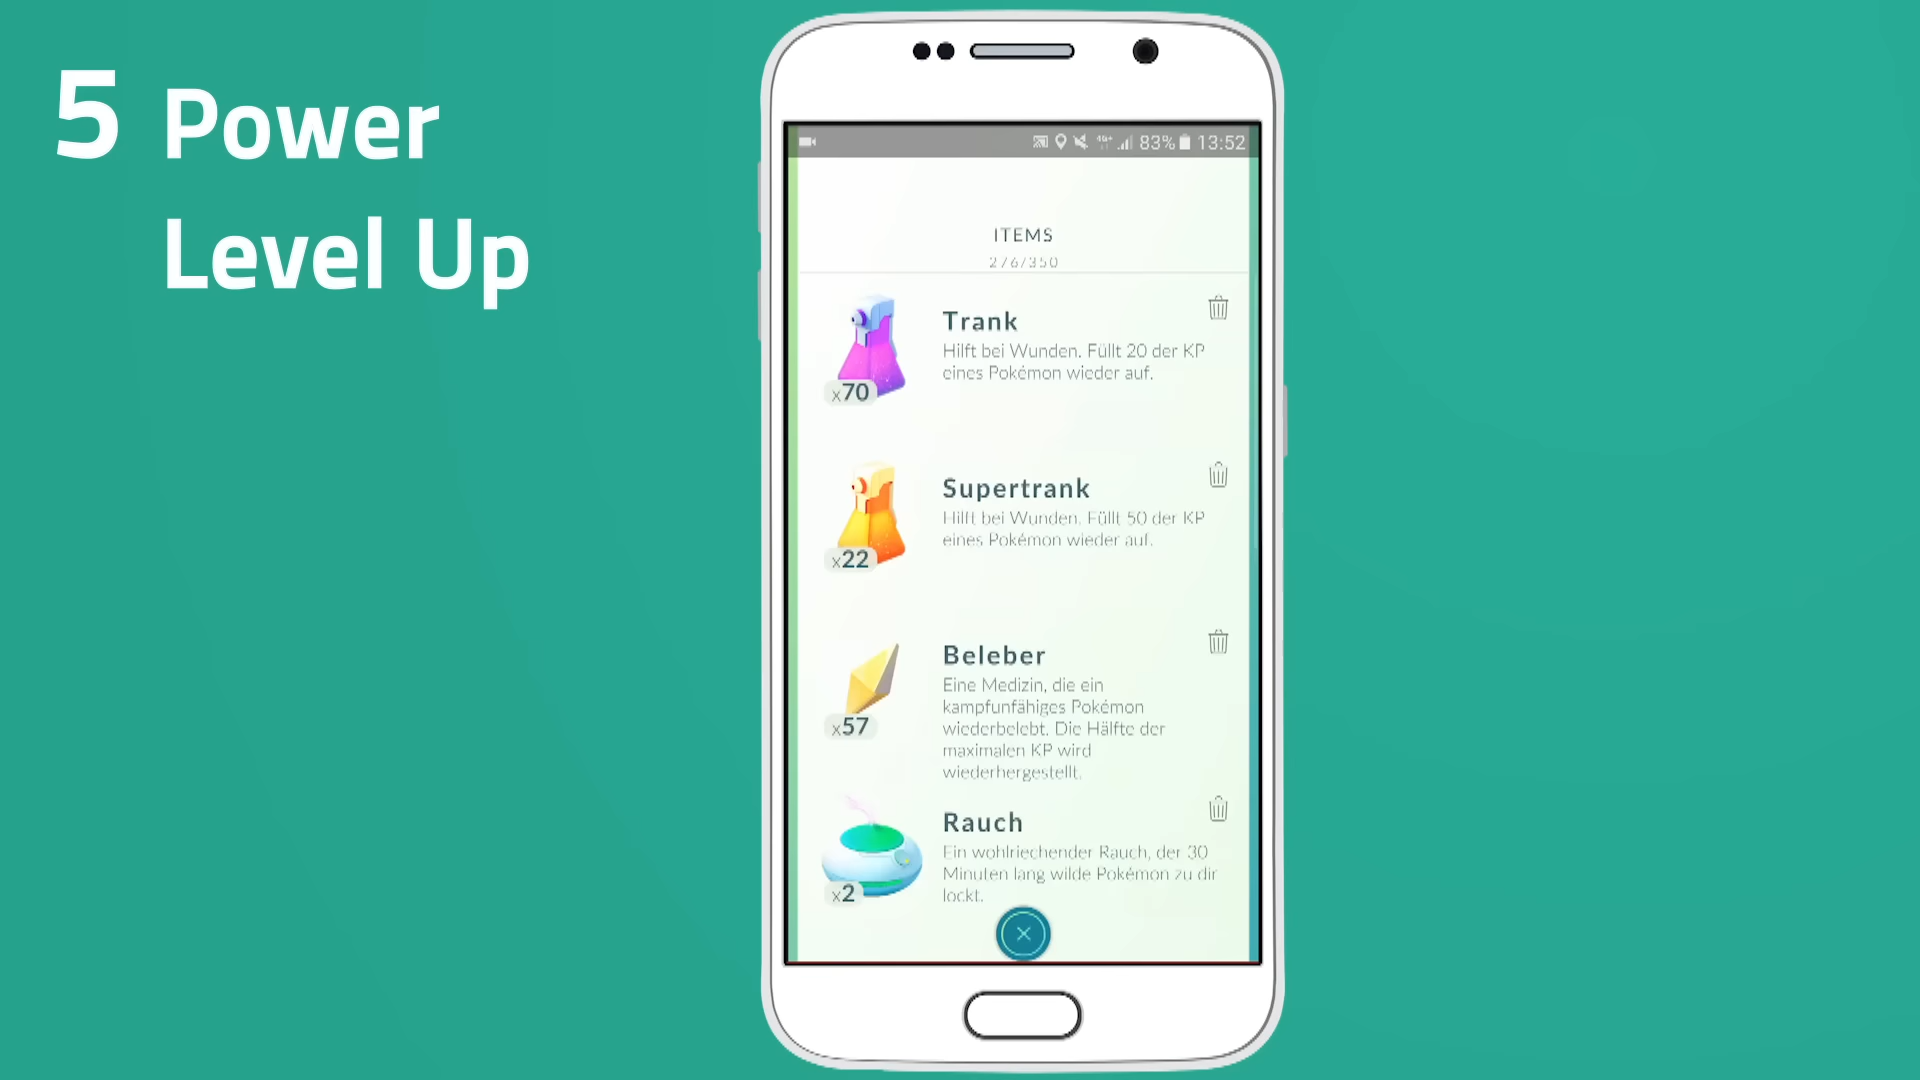 5 Power
Level Up
4G+ 83% 13:52
ITEMS
276/350
Trank
Hilft bei Wunden. Füllt 20 der KP
eines Pokémon wieder auf.
x70
Supertrank
Hilft bei Wunden. Füllt 50 der KP
eines Pokémon wieder auf.
x22
Beleber
Eine Medizin, die ein
kampfunfähiges Pokémon
wiederbelebt. Die Hälfte der
maximalen KP wird
wiederhergestellt.
x57
Rauch
Ein wohlriechender Rauch, der 30
Minuten lang wilde Pokémon zu dir
lockt.
x2